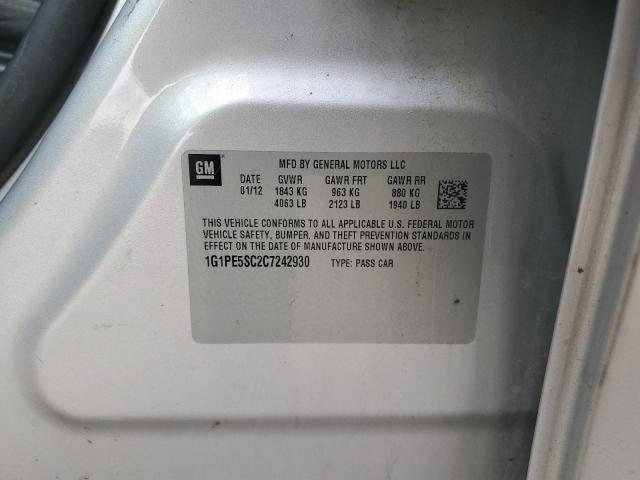 GM
MFD BY GENERAL MOTORS LLC
DATE GVWR GAWR FRT GAWR RR
01/12 1843 KG 963 KG 880 KG
4063 LB 2123 LB 1940 LB
THIS VEHICLE CONFORMS TO ALL APPLICABLE U.S. FEDERAL MOTOR
VEHICLE SAFETY, BUMPER, AND THEFT PREVENTION STANDARDS IN
EFFECT ON THE DATE OF MANUFACTURE SHOWN ABOVE.
1G1PE5SC2C7242930 TYPE: PASS CAR